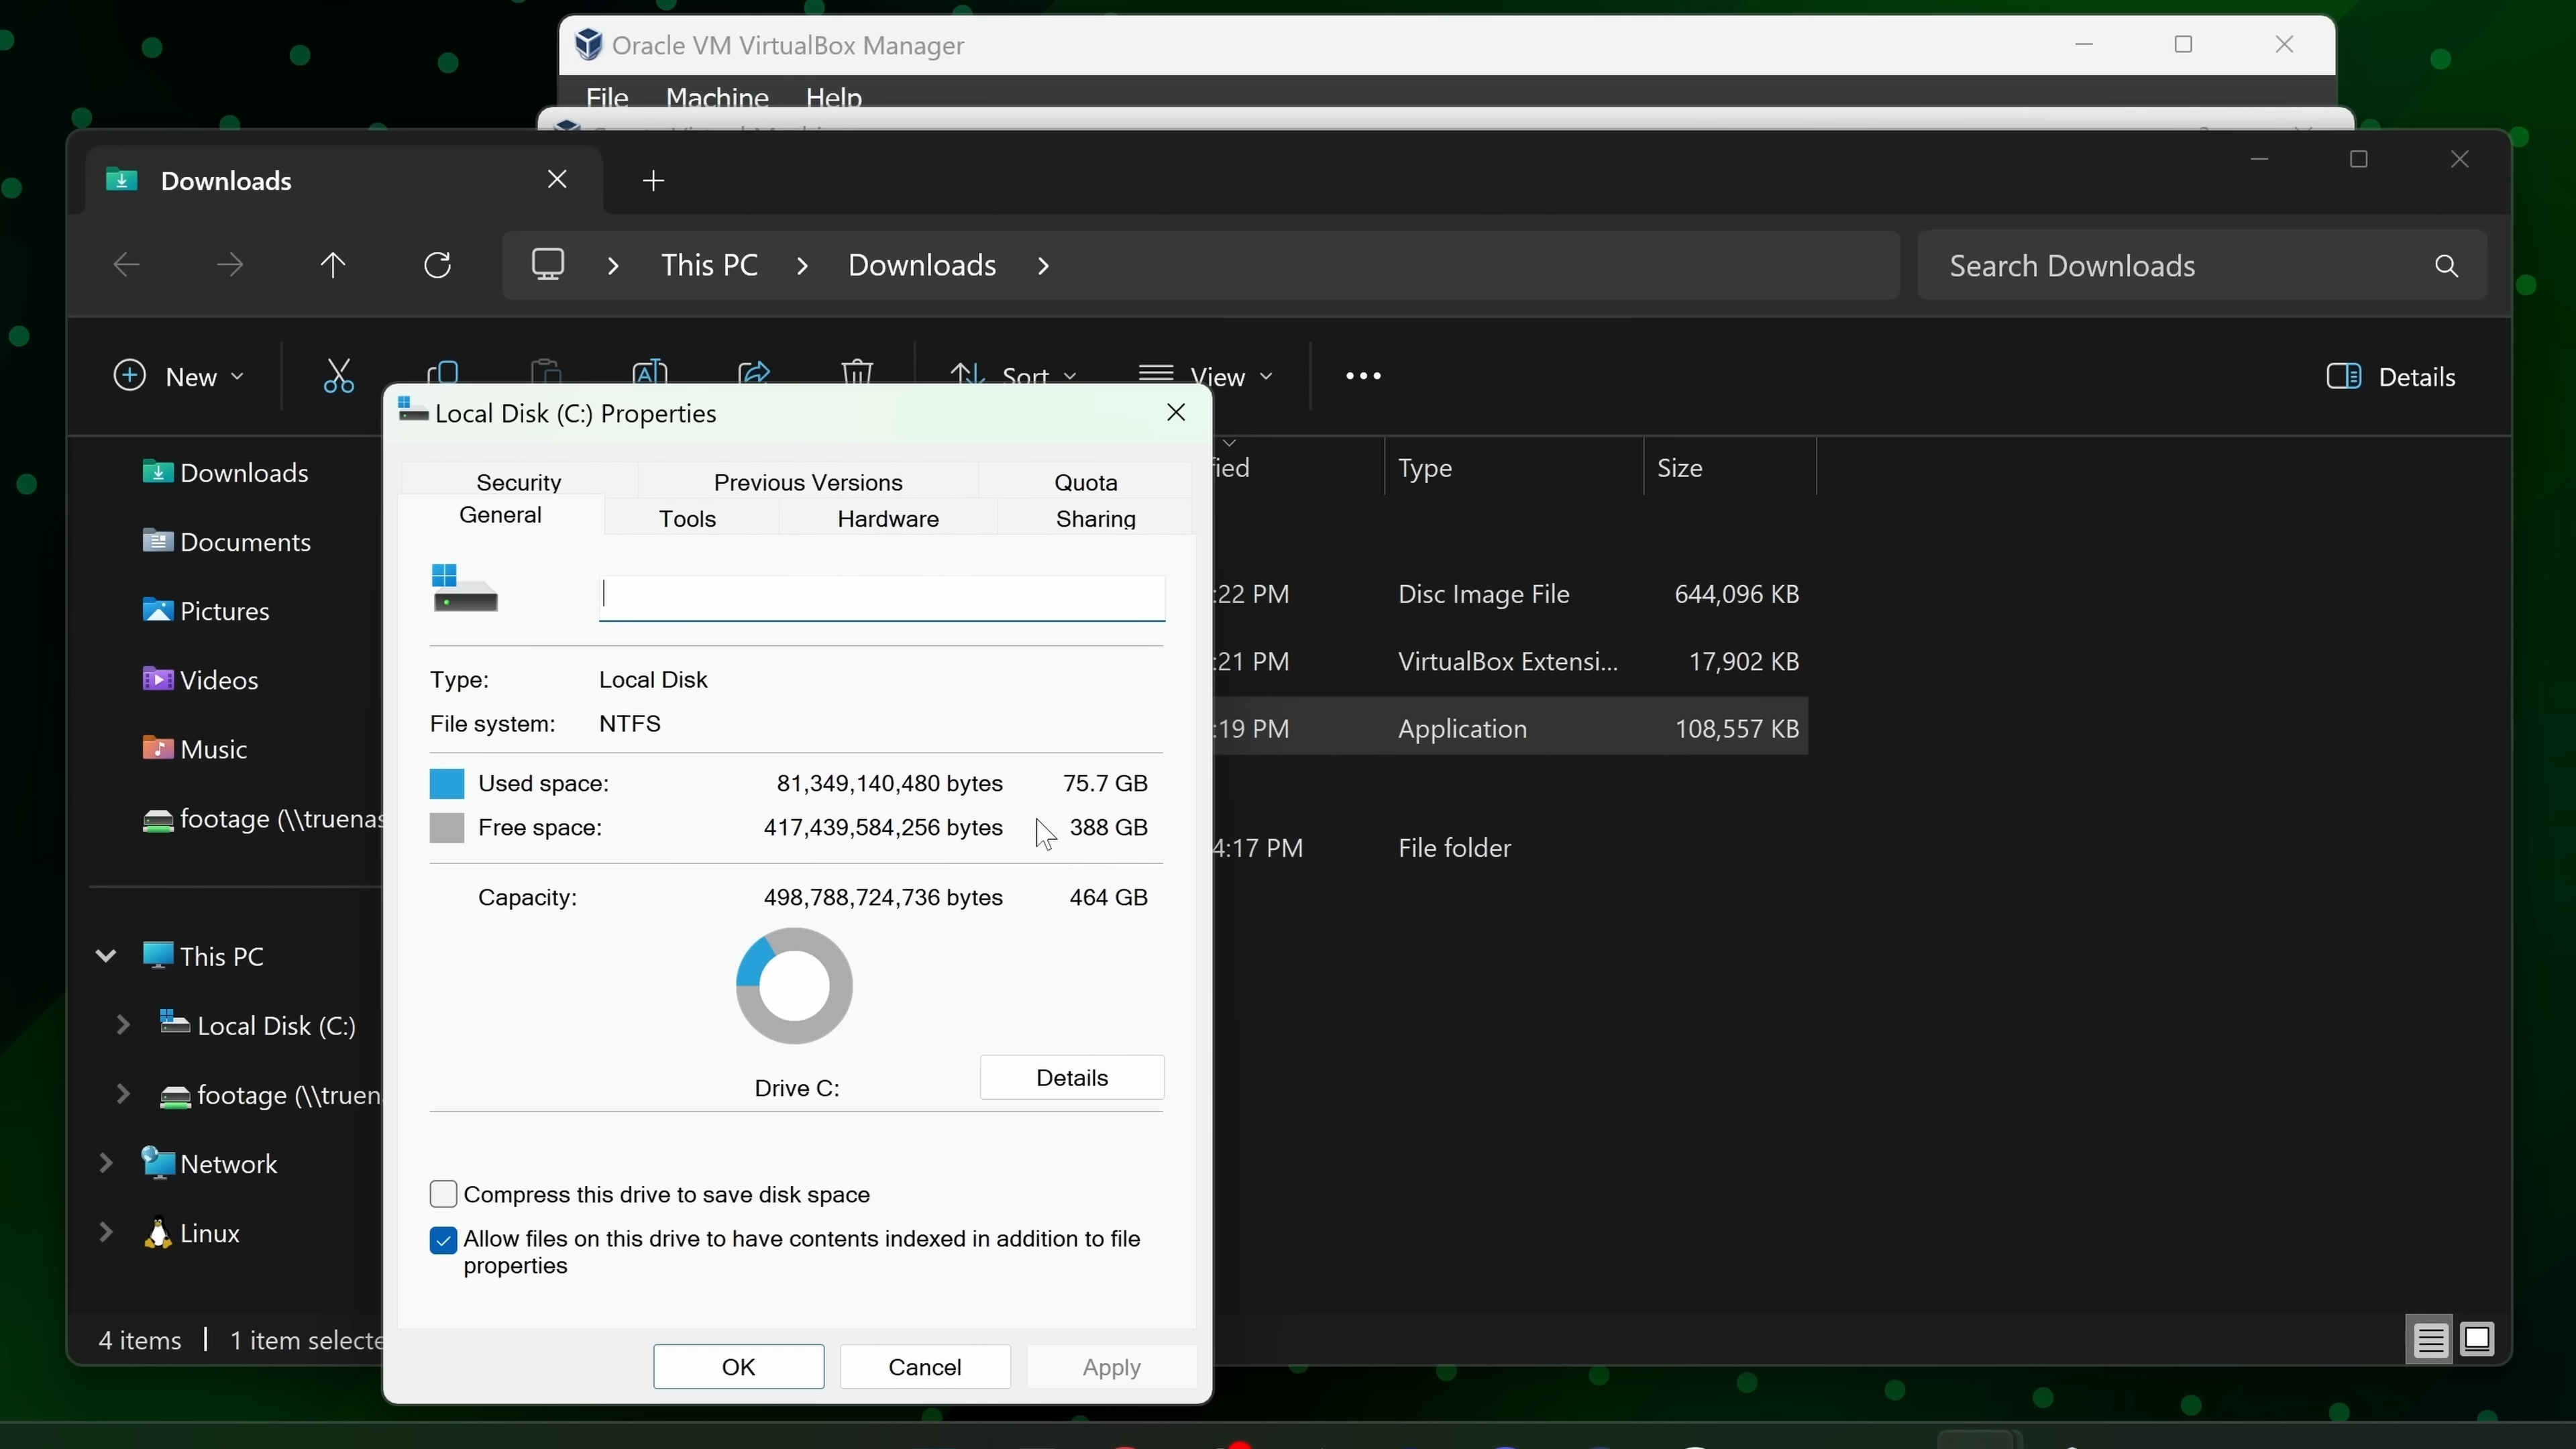 Oracle VM VirtualBox Manager
File Machine Help
Downloads
This PC Downloads
Search Downloads
New
Sort
View
Details
Local Disk (C:) Properties
Security Previous Versions Quota
General Tools Hardware Sharing
Type: Local Disk
File system: NTFS
Used space: 81,349,140,480 bytes 75.7 GB
Free space: 417,439,584,256 bytes 388 GB
Capacity: 498,788,724,736 bytes 464 GB
Drive C:
Details
Compress this drive to save disk space
Allow files on this drive to have contents indexed in addition to file
properties
OK Cancel Apply
Downloads
Documents
Pictures
Videos
Music
footage (\\truenas
This PC
Local Disk (C:)
footage (\\truen
Network
Linux
Type Size
:22 PM Disc Image File 644,096 KB
:21 PM VirtualBox Extensi... 17,902 KB
:19 PM Application 108,557 KB
4:17 PM File folder
4 items 1 item selecte